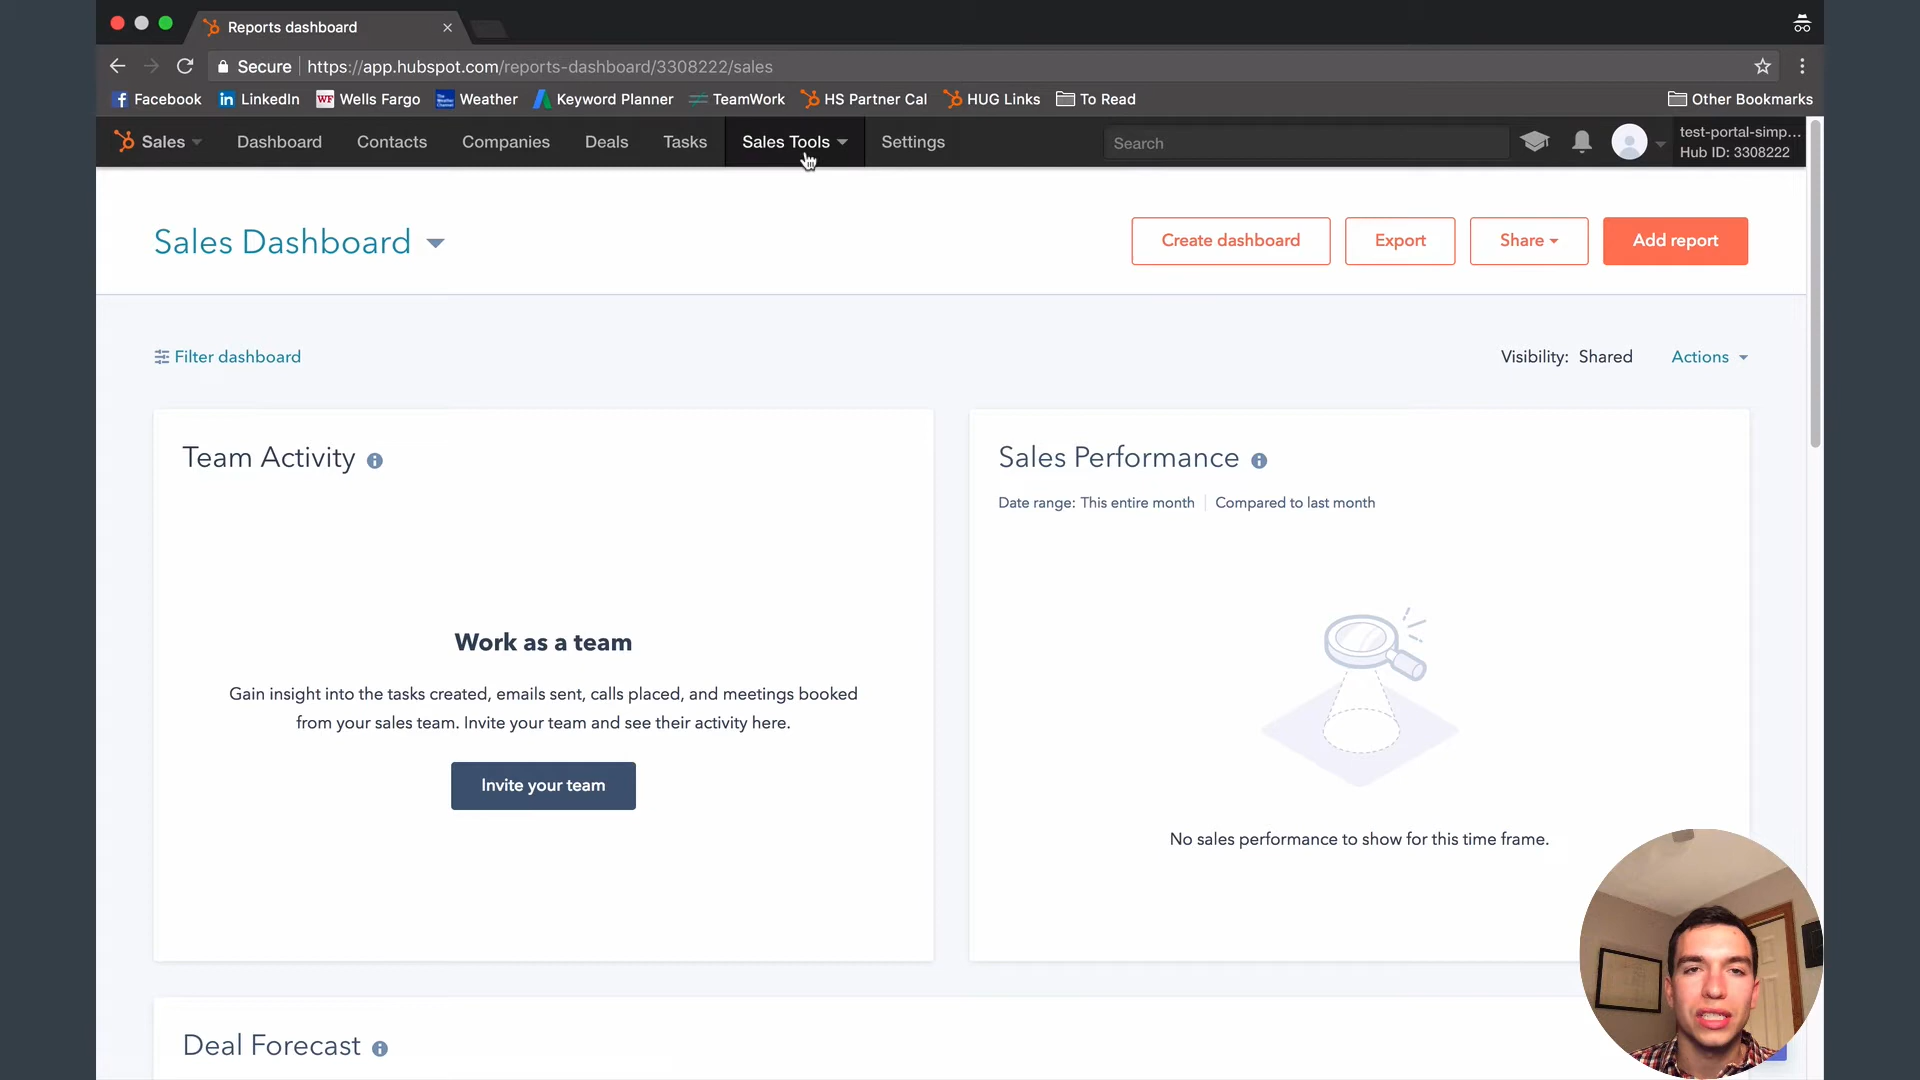 Reports dashboard
Secure https://app.hubspot.com/reports-dashboard/3308222/sales
Facebook LinkedIn WF Wells Fargo Weather Keyword Planner TeamWork HS Partner Cal HUG Links To Read Other Bookmarks
Sales Dashboard Contacts Companies Deals Tasks Sales Tools Settings Search test-portal-simp...
Hub ID: 3308222
Sales Dashboard Create dashboard Export Share Add report
Filter dashboard Visibility: Shared Actions
Team Activity
Work as a team
Gain insight into the tasks created, emails sent, calls placed, and meetings booked
from your sales team. Invite your team and see their activity here.
Invite your team
Sales Performance
Date range: This entire month Compared to last month
No sales performance to show for this time frame.
Deal Forecast